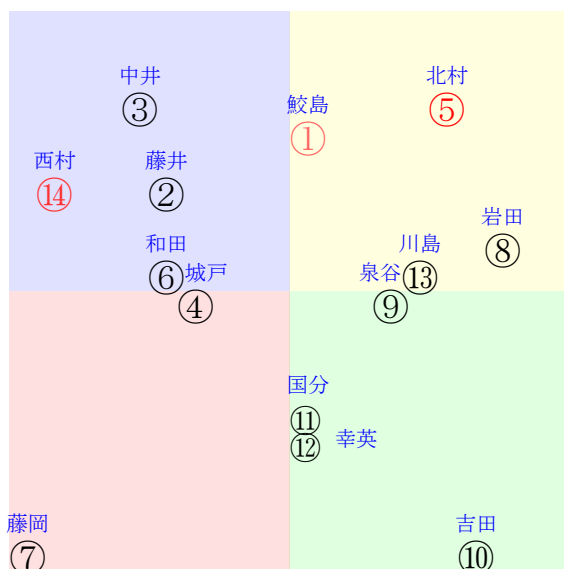 中井
③
北村
⑤
鮫島
①
西村
⑭
藤井
②
岩田
⑧
和田
⑥
川島
⑬
城戸
④
泉谷
⑨
国分
⑪
⑫ 幸英
藤岡
⑦
吉田
⑩